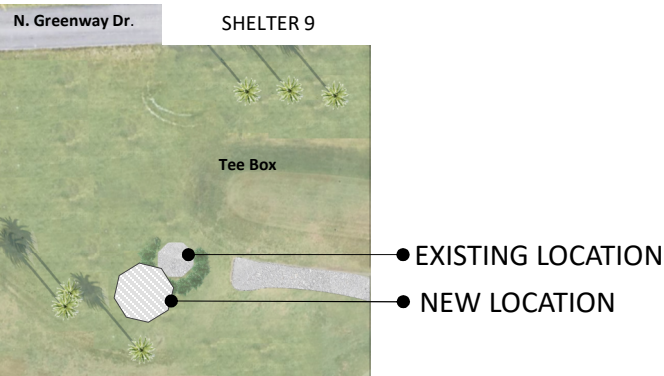 N. Greenway Dr.
SHELTER 9
Tee Box
EXISTING LOCATION
NEW LOCATION